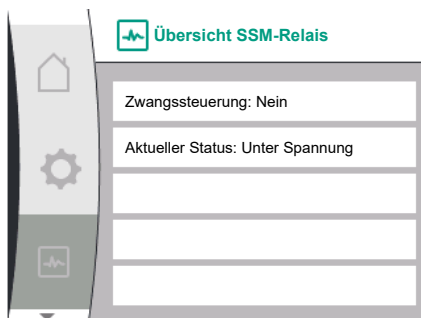 Übersicht SSM-Relais
Zwangssteuerung: Nein
Aktueller Status: Unter Spannung